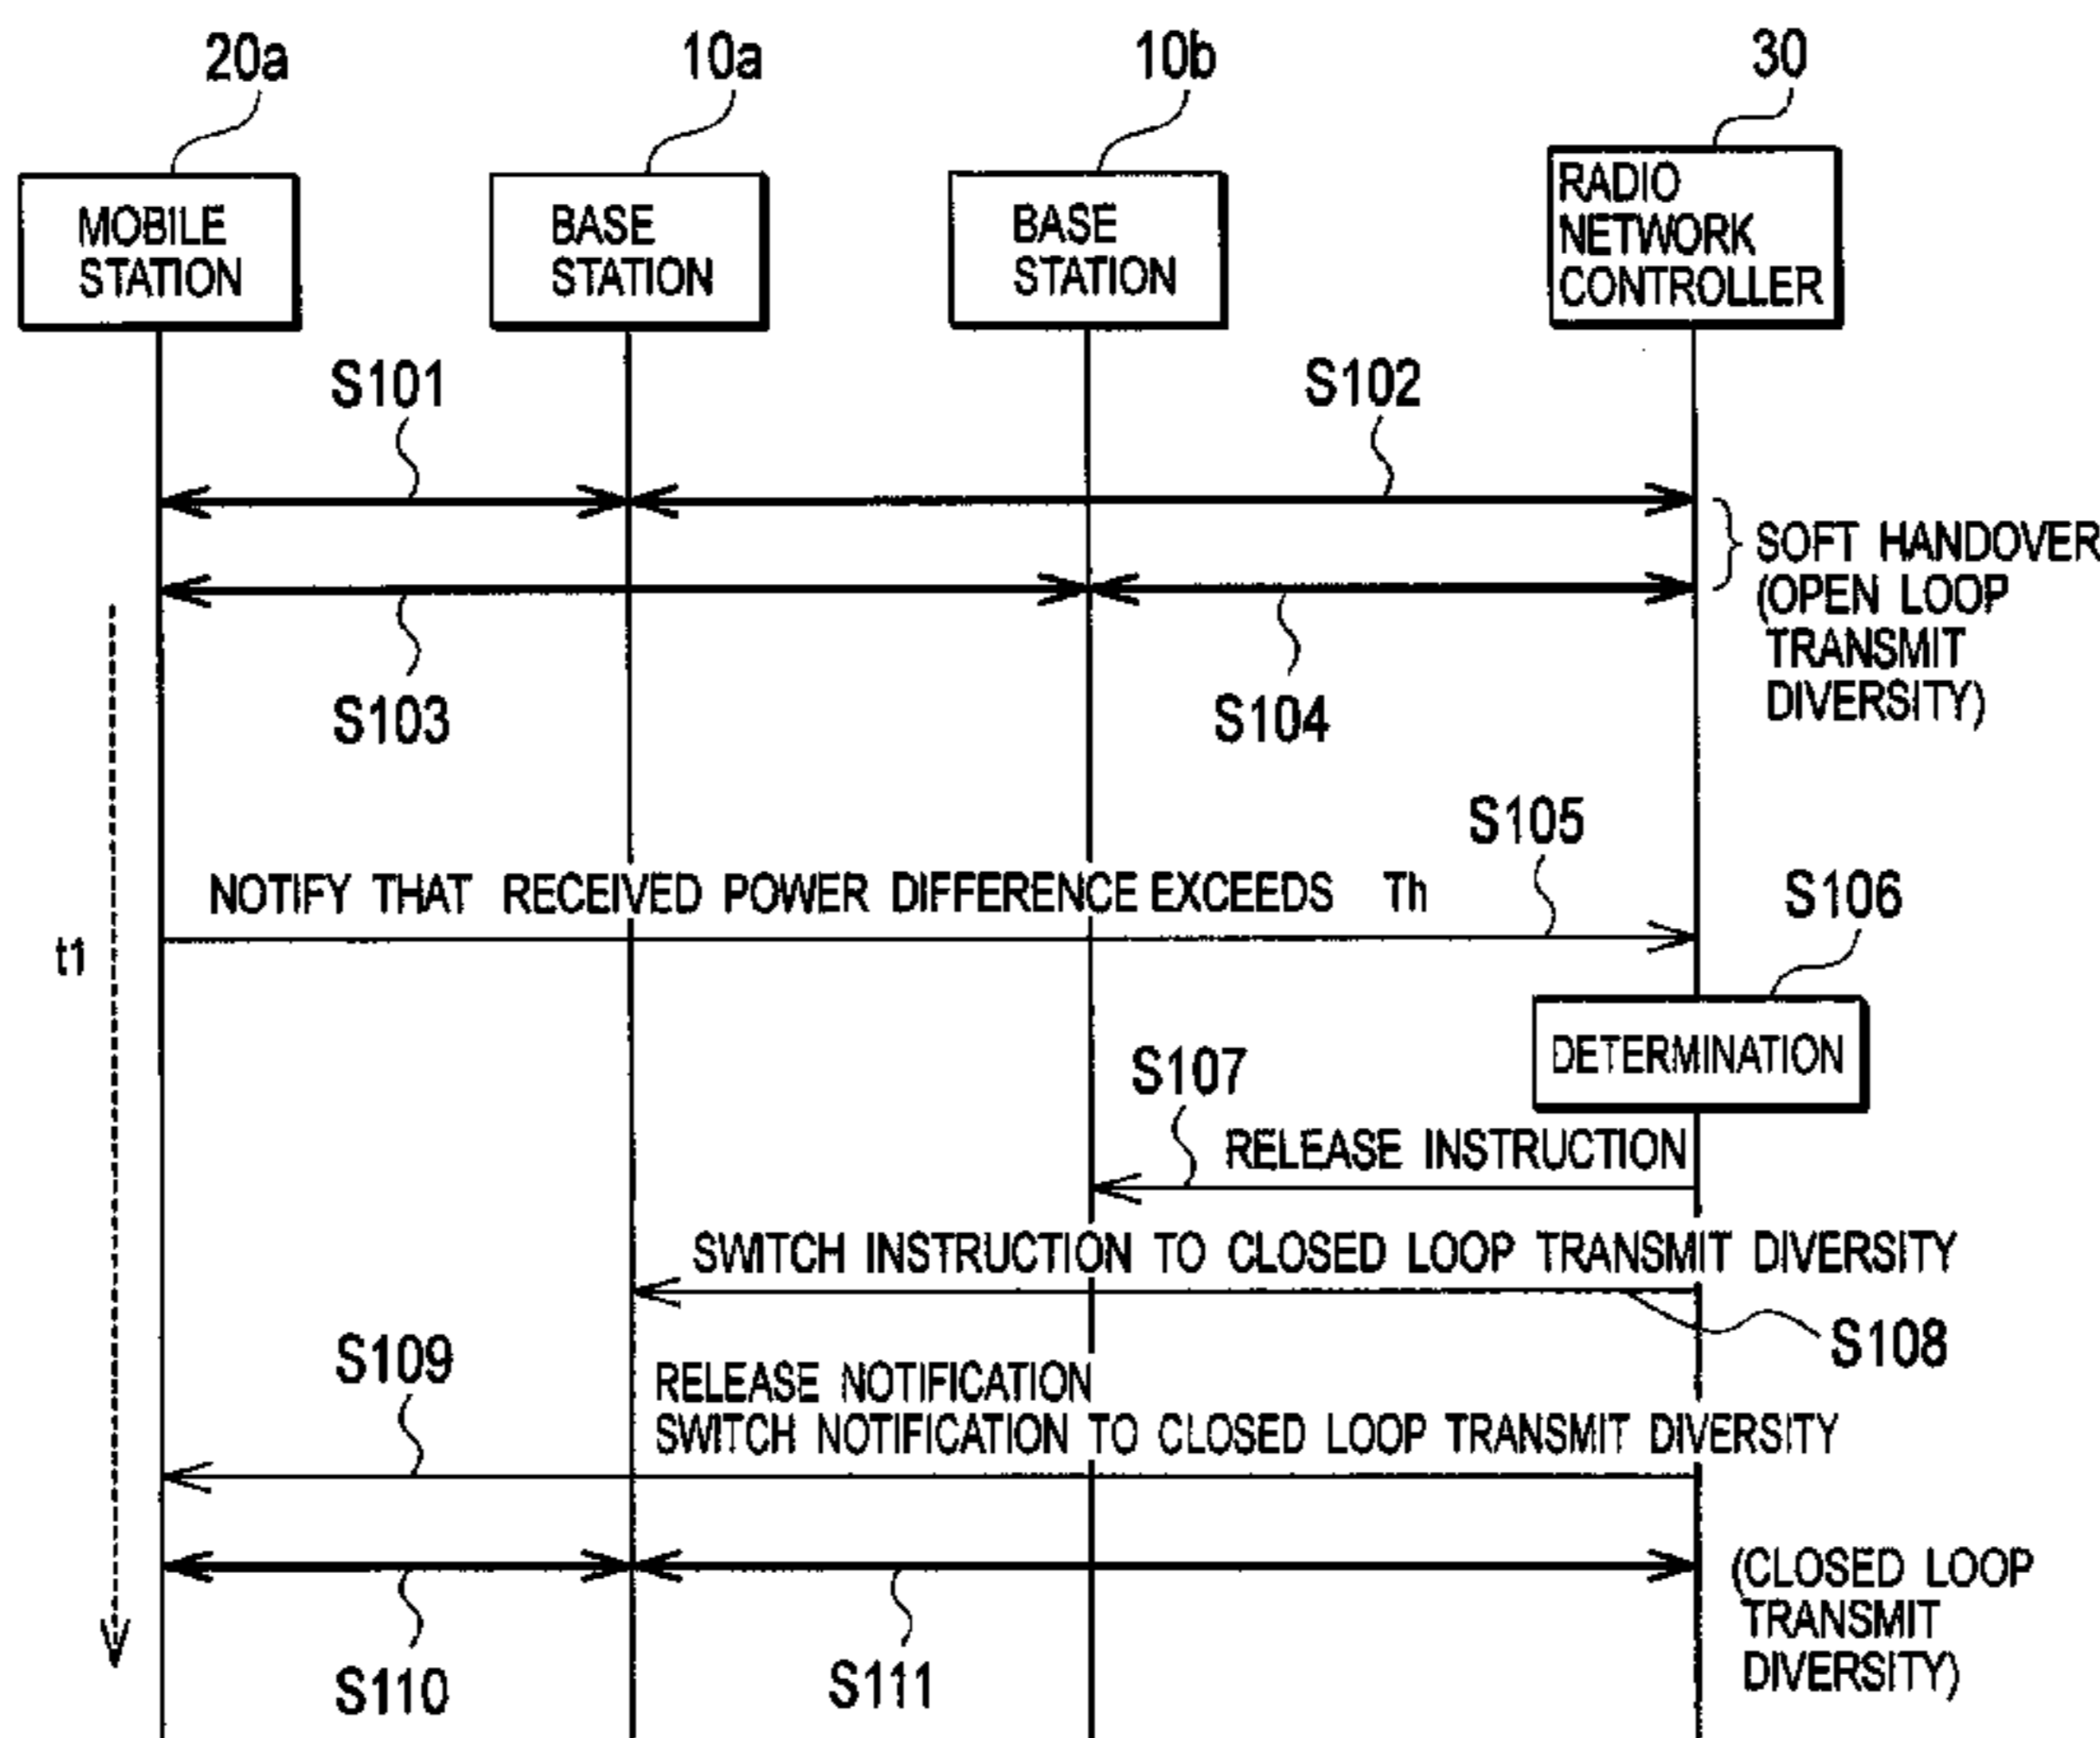 20a
10a
10b
30
MOBILE
STATION
BASE
STATION
BASE
STATION
RADIO
NETWORK
CONTROLLER
S101
S102
SOFT HANDOVER
(OPEN LOOP
TRANSMIT
DIVERSITY)
S103
S104
S105
NOTIFY THAT RECEIVED POWER DIFFERENCE EXCEEDS Th
S106
t1
DETERMINATION
S107
RELEASE INSTRUCTION
SWITCH INSTRUCTION TO CLOSED LOOP TRANSMIT DIVERSITY
S108
S109
RELEASE NOTIFICATION
SWITCH NOTIFICATION TO CLOSED LOOP TRANSMIT DIVERSITY
(CLOSED LOOP
TRANSMIT
DIVERSITY)
S110
S111